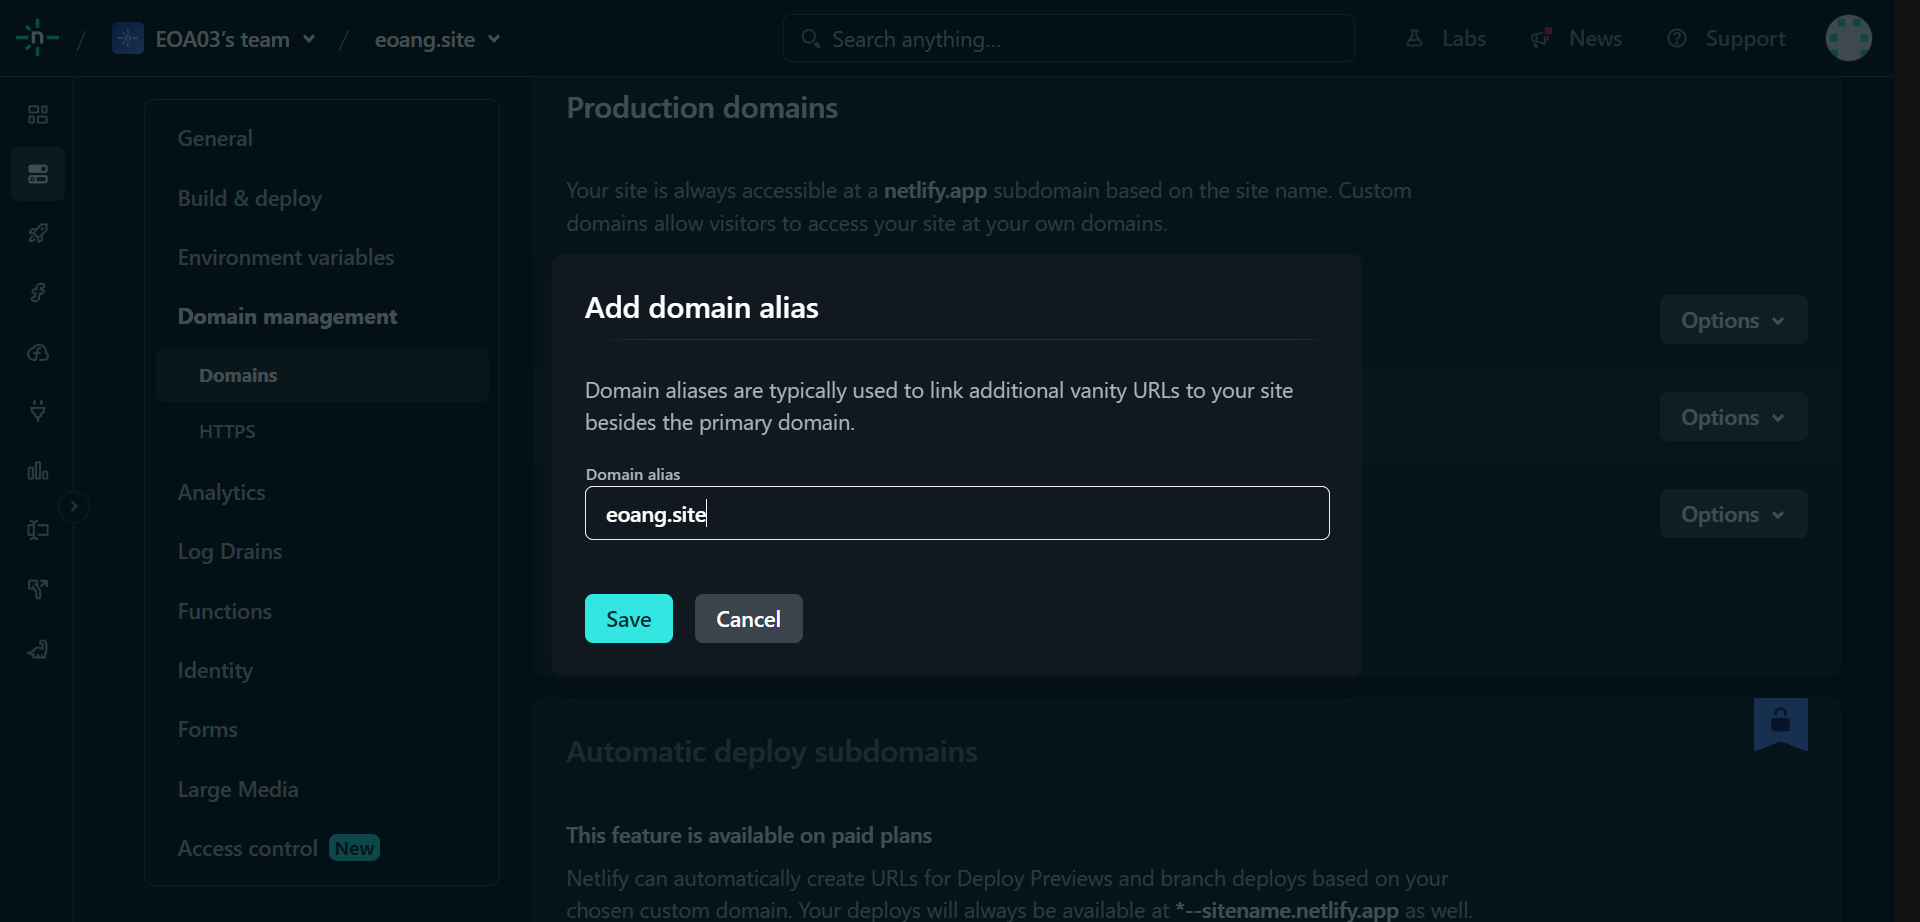 n / EOA03's team / eoang.site
Search anything...
Labs
News
Support
General
Build & deploy
Environment variables
Domain management
Domains
HTTPS
Analytics
Log Drains
Functions
Identity
Forms
Large Media
Access control New
Production domains
Your site is always accessible at a netlify.app subdomain based on the site name. Custom
domains allow visitors to access your site at your own domains.
Options
Options
Options
Add domain alias
Domain aliases are typically used to link additional vanity URLs to your site
besides the primary domain.
Domain alias
eoang.site
Save Cancel
Automatic deploy subdomains
This feature is available on paid plans
Netlify can automatically create URLs for Deploy Previews and branch deploys based on your
chosen custom domain. Your deploys will always be available at *--sitename.netlify.app as well.